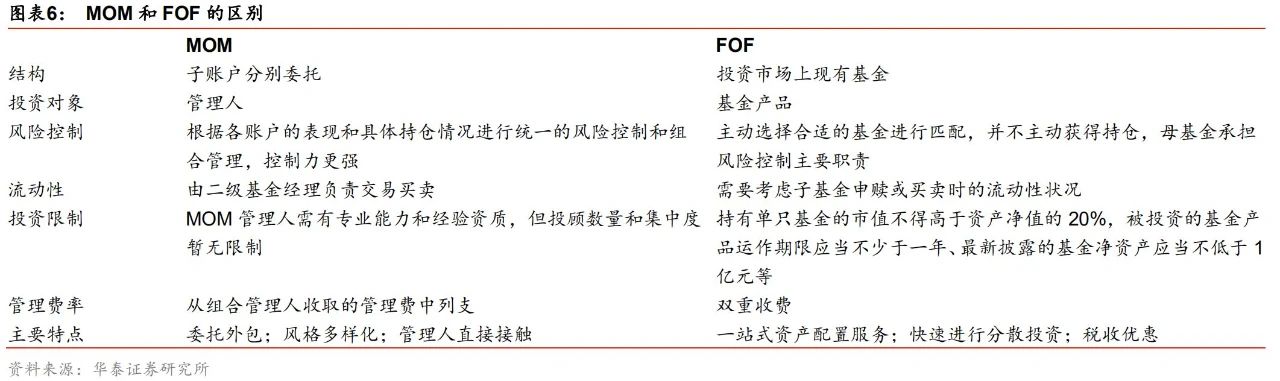 图表6： MOM 和 FOF 的区别
MOM FOF
结构 子账户分别委托 投资市场上现有基金
投资对象 管理人 基金产品
风险控制 根据各账户的表现和具体持仓情况进行统一的风险控制和组 主动选择合适的基金进行匹配，并不主动获得持仓，母基金承担
合管理，控制力更强 风险控制主要职责
流动性 由二级基金经理负责交易买卖 需要考虑子基金申赎或买卖时的流动性状况
投资限制 MOM 管理人需有专业能力和经验资质，但投顾数量和集中度 持有单只基金的市值不得高于资产净值的 20%，被投资的基金产
暂无限制 品运作期限应当不少于一年、最新披露的基金净资产应当不低于 1
亿元等
管理费率 从组合管理人收取的管理费中列支 双重收费
主要特点 委托外包；风格多样化；管理人直接接触 一站式资产配置服务；快速进行分散投资；税收优惠
资料来源：华泰证券研究所